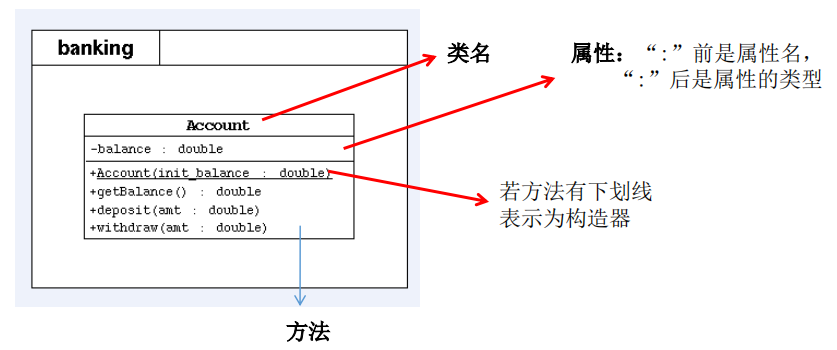 banking
类名
属性：“:”前是属性名，
“:”后是属性的类型
Account
-balance : double
+Account(init_balance : double)
+getBalance() : double
+deposit(amt : double)
+withdraw(amt : double)
若方法有下划线
表示为构造器
方法